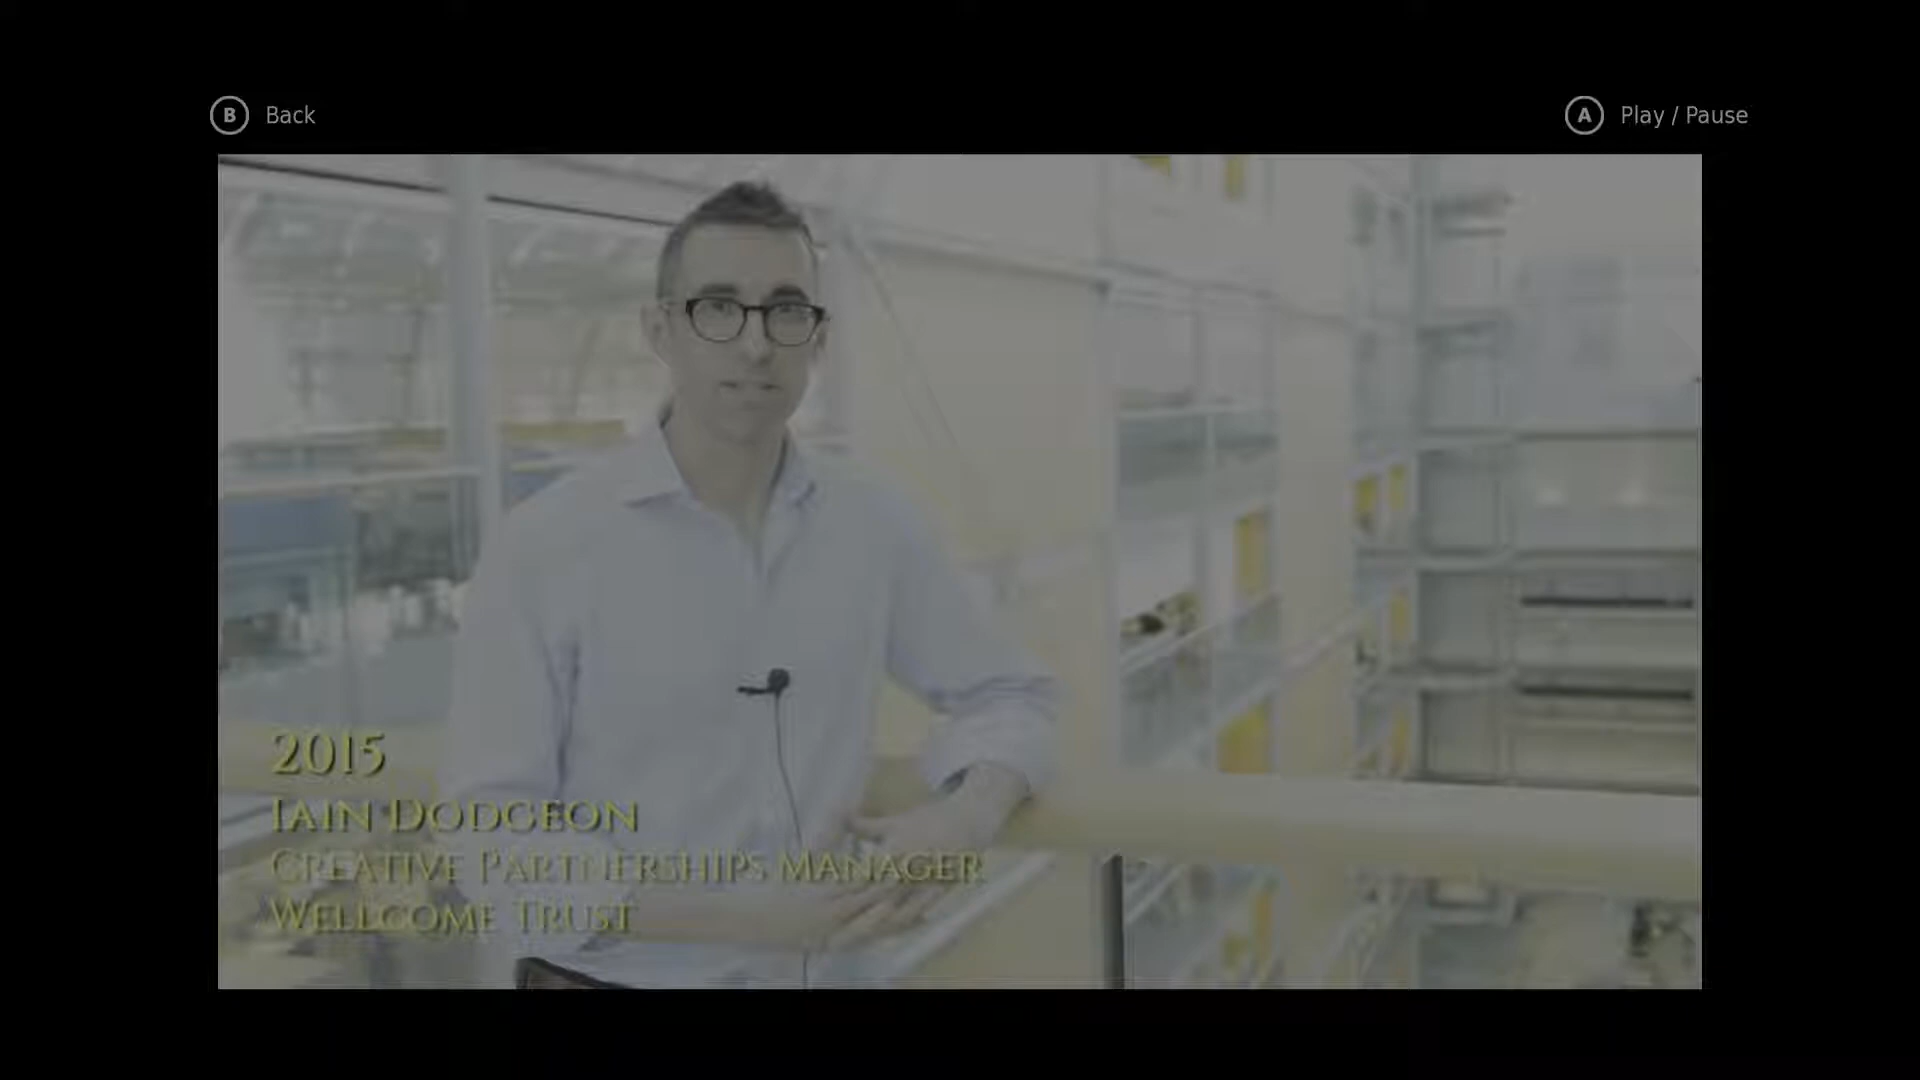 B Back
A Play / Pause
2015
Iain Dodgeon
Creative Partnerships Manager
Wellcome Trust